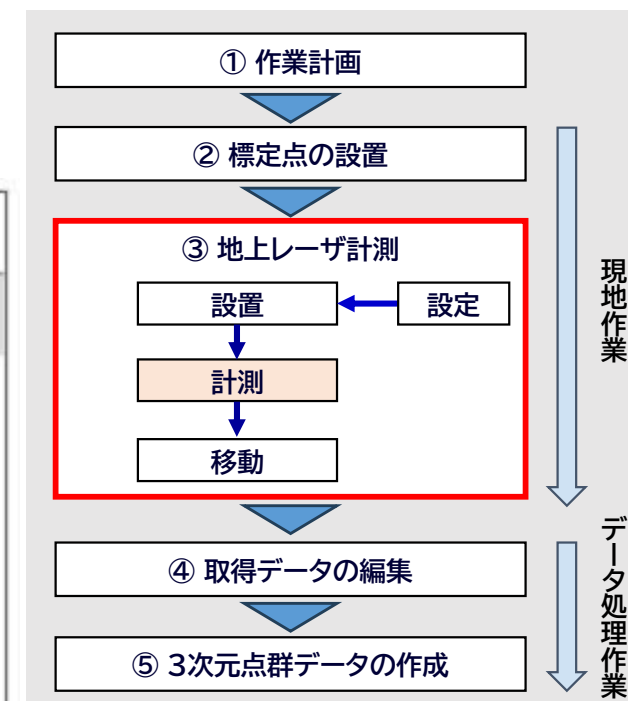 ① 作業計画
② 標定点の設置
③ 地上レーザ計測
設置
設定
計測
移動
④ 取得データの編集
⑤ 3次元点群データの作成
現地作業
データ処理作業